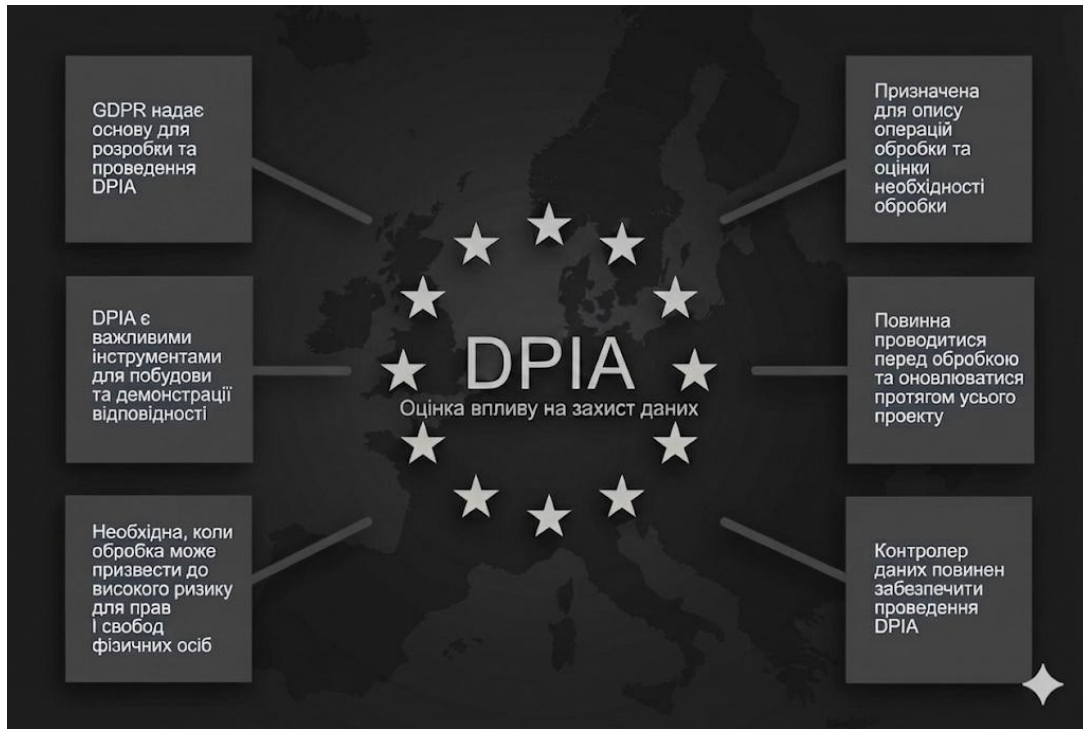 GDPR надає
основу для
розробки та
проведення
DPIA
DPIA є
важливими
інструментами
для побудови
та демонстрації
відповідності
Необхідна, коли
обробка може
призвести до
високого ризику
для прав
І свобод
фізичних осіб
DPIA
Оцінка впливу на захист даних
Призначена
для опису
операцій
обробки та
оцінки
необхідності
обробки
Повинна
проводитися
перед обробкою
та оновлюватися
протягом усього
проекту
Контролер
даних повинен
забезпечити
проведення
DPIA